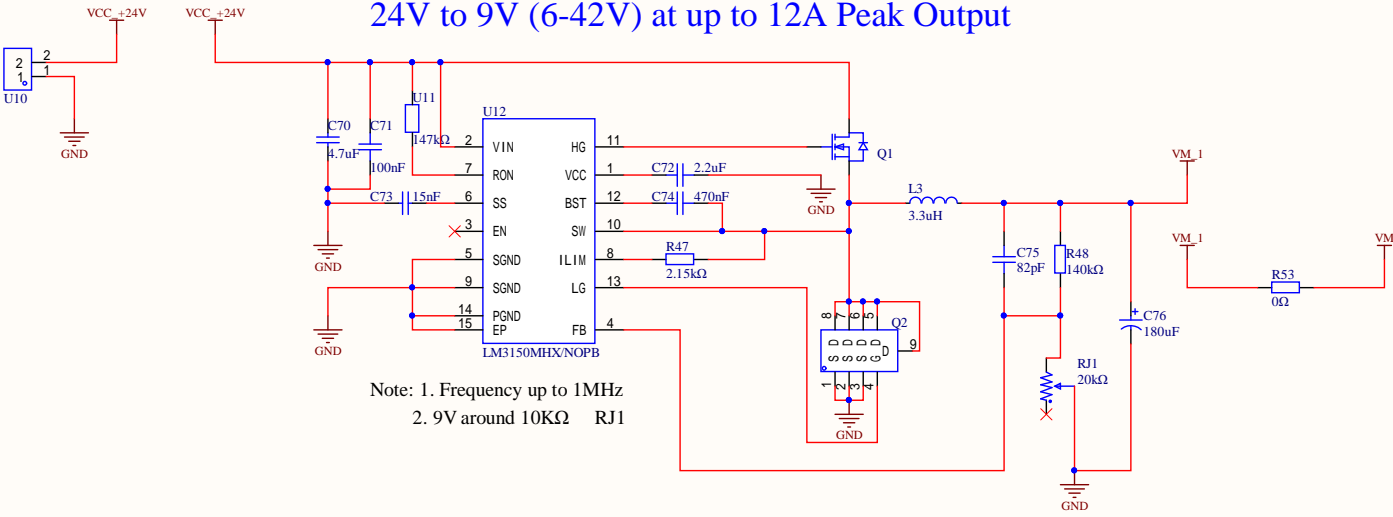 24V to 9V (6-42V) at up to 12A Peak Output
VCC_+24V
VCC_+24V
2
2
1
1
U10
GND
C70
4.7uF
C71
100nF
U11
147kΩ
C73
15nF
GND
GND
U12
2
VIN
7
RON
6
SS
3
EN
5
SGND
9
SGND
14
PGND
15
EP
HG
11
VCC
1
BST
12
SW
10
ILIM
8
LG
13
FB
4
LM3150MHX/NOPB
C72
2.2uF
GND
C74
470nF
R47
2.15kΩ
Q1
L3
3.3uH
8
7
6
5
Q2
D
D
D
D
S
S
S
G
D
9
1
2
3
4
GND
C75
82pF
R48
140kΩ
C76
180uF
+
RJ1
20kΩ
GND
VM_1
VM_1
R53
0Ω
VM
Note: 1. Frequency up to 1MHz
2. 9V around 10KΩ RJ1